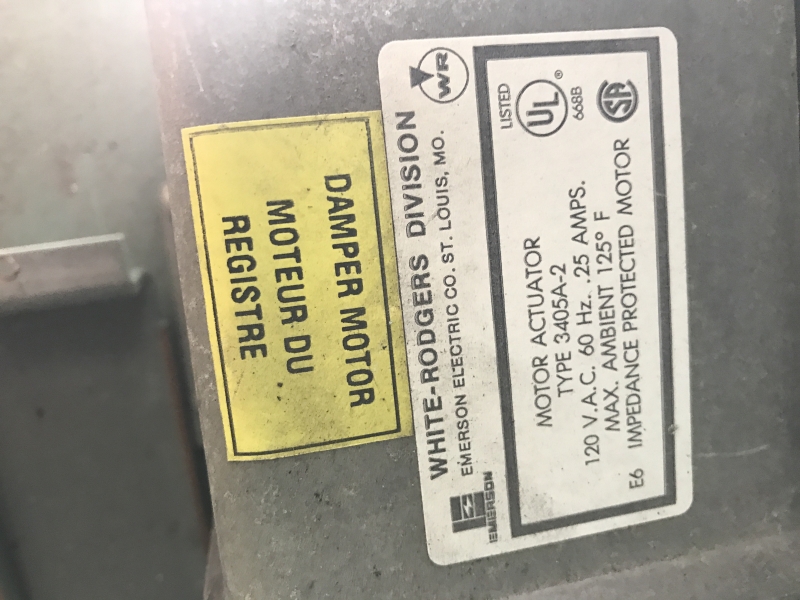 WR
WHITE-RODGERS DIVISION
EMERSON ELECTRIC CO. ST. LOUIS, MO.
EMERSON
LISTED
UL ®
668B
SA
MOTOR ACTUATOR
TYPE 3405A-2
120 V.A.C. 60 Hz. .25 AMPS.
MAX. AMBIENT 125° F
E6 IMPEDANCE PROTECTED MOTOR
DAMPER MOTOR
MOTEUR DU
REGISTRE